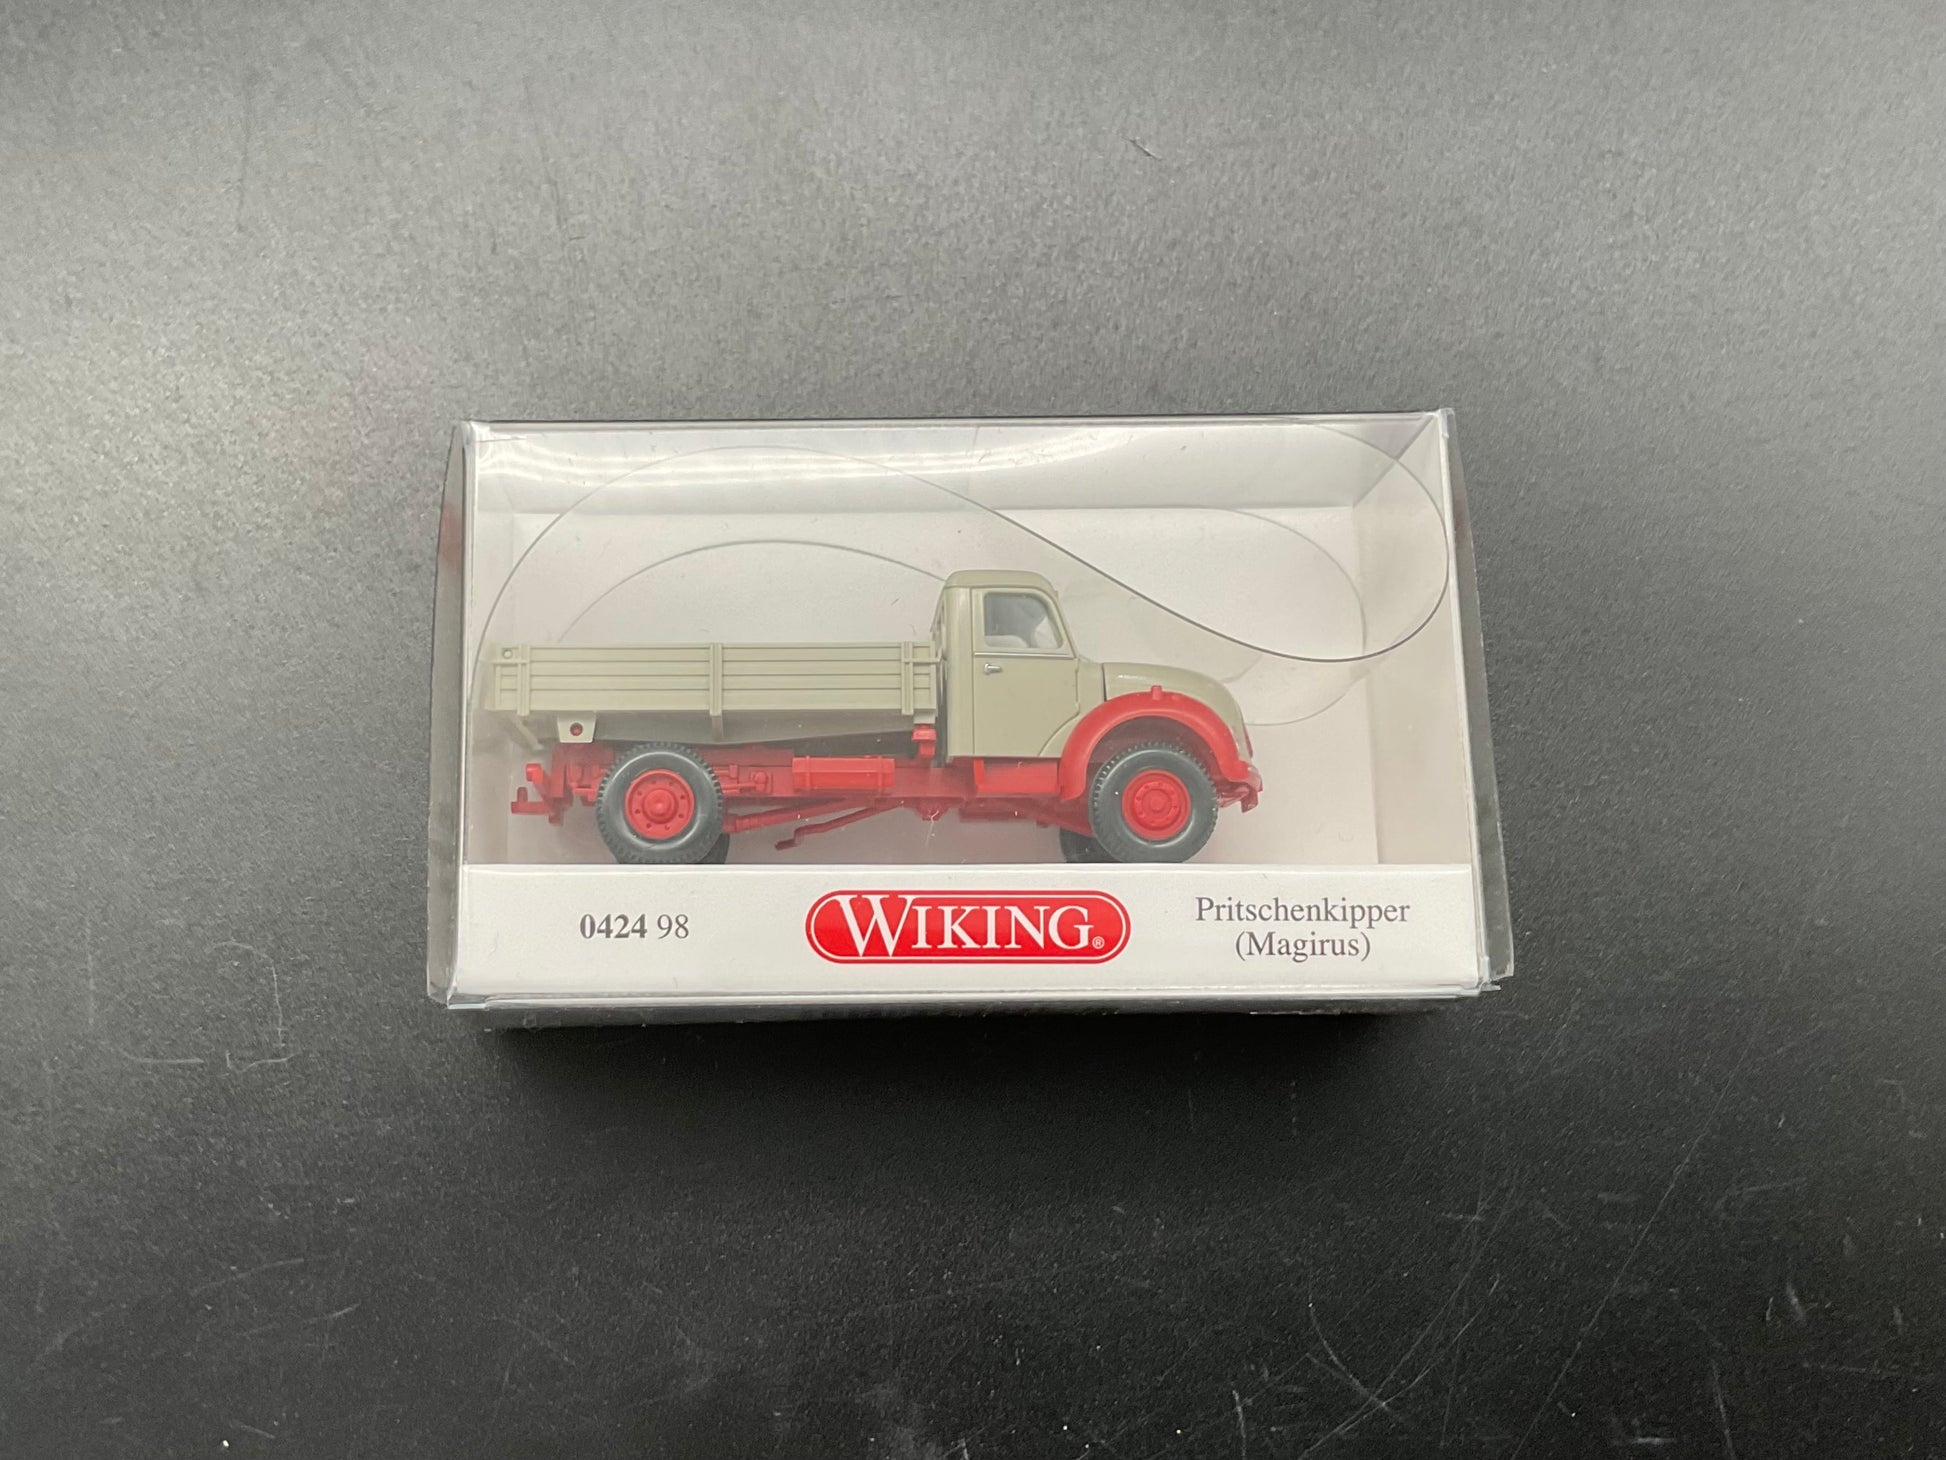 0424 98
WIKING®
Pritschenkipper
(Magirus)